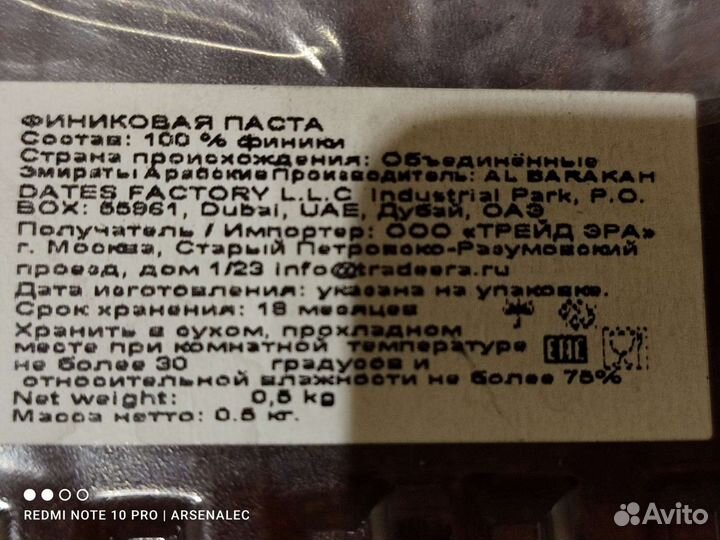 ФИНИКОВАЯ ПАСТА
Состав: 100 % финики
Страна происхождения: Объединённые
Эмираты Арабские Производитель: AL BARAKAH
DATES FACTORY L.L.C Industrial Park, P.O.
BOX: 55961, Dubai, UAE, Дубай, ОАЭ
Получатель / Импортер: ООО «ТРЕЙД ЭРА»
г. Москва, Старый Петровско-Разумовский
проезд, дом 1/23 info@tradeera.ru
Дата изготовления: указана на упаковке.
Срок хранения: 18 месяцев
Хранить в сухом, прохладном
месте при комнатной температуре
не более 30 градусов и
относительной влажности не более 75%
Net weight: 0,5 kg
Масса нетто: 0.5 кг.
EAC
REDMI NOTE 10 PRO | ARSENALEC
Avito